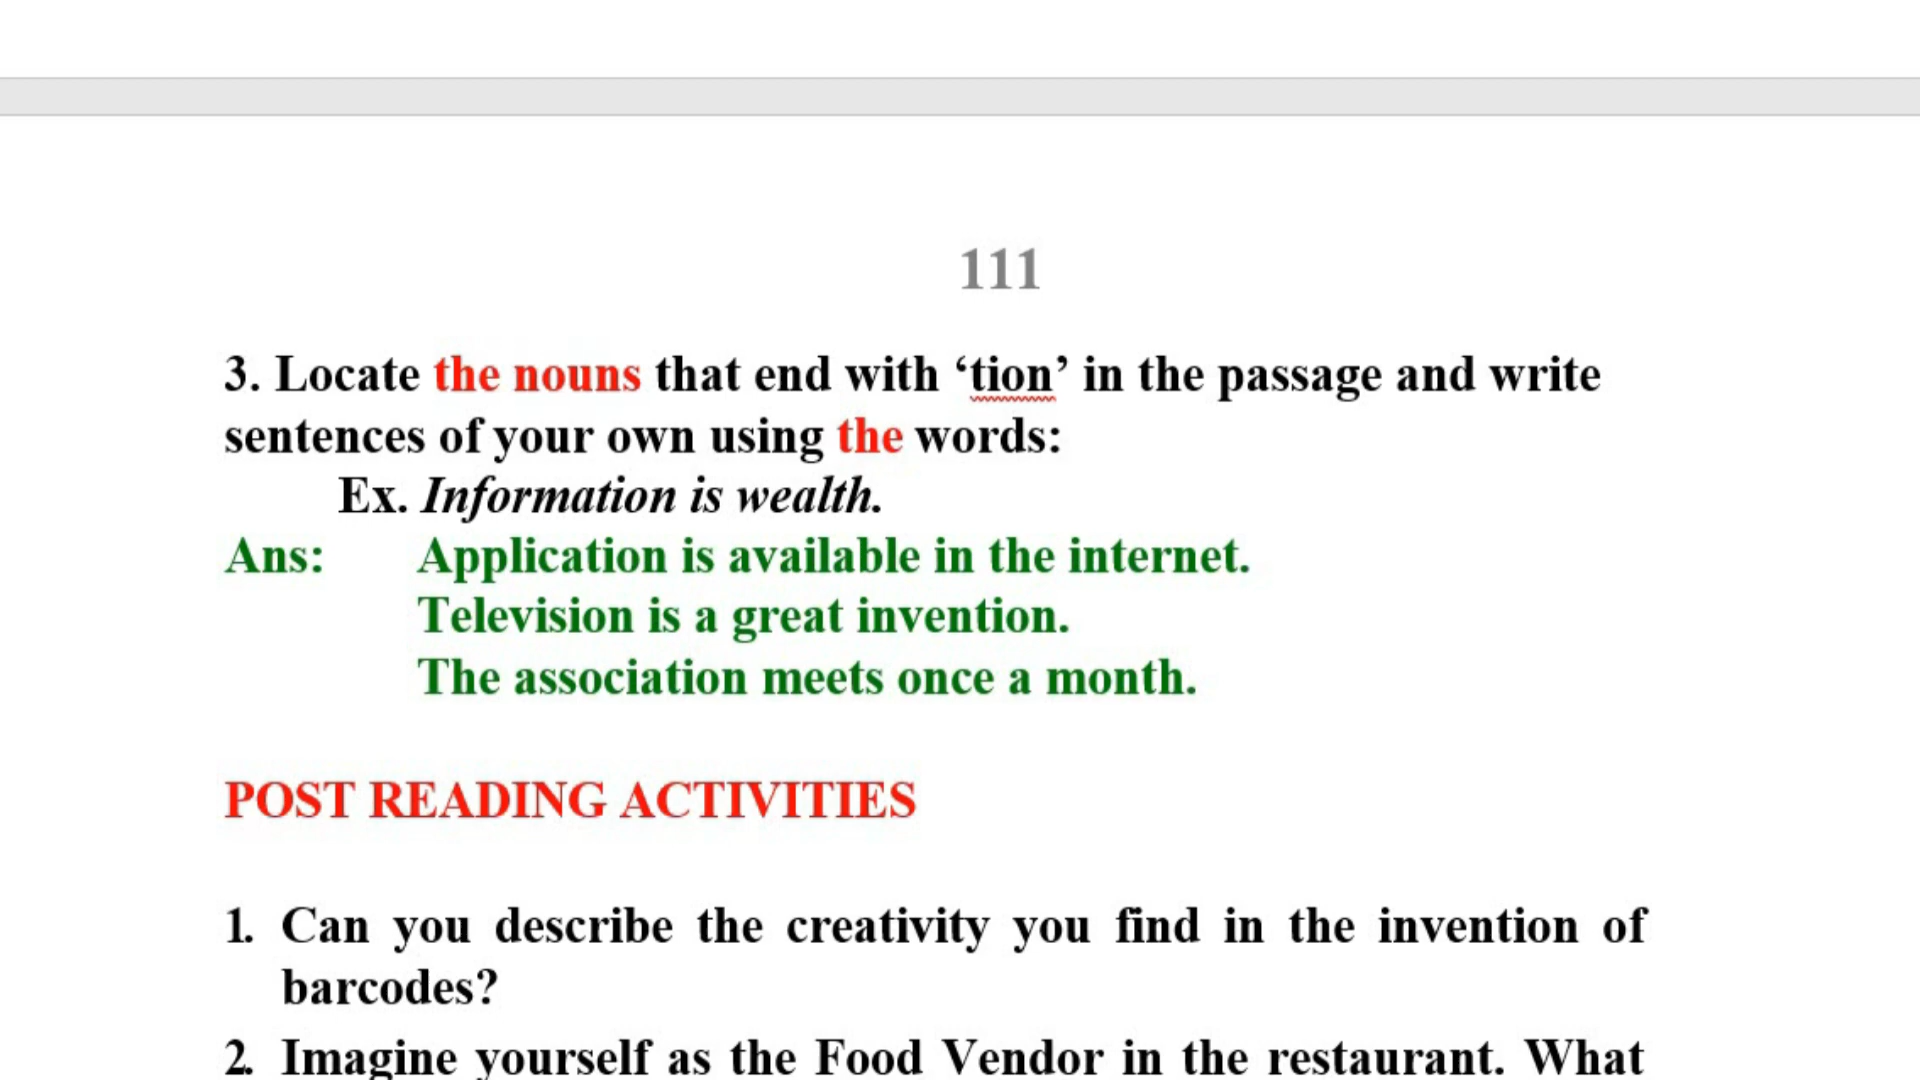 111
3. Locate the nouns that end with ‘tion’ in the passage and write
sentences of your own using the words:
Ex. Information is wealth.
Ans: Application is available in the internet.
Television is a great invention.
The association meets once a month.
POST READING ACTIVITIES
1. Can you describe the creativity you find in the invention of
barcodes?
2. Imagine yourself as the Food Vendor in the restaurant. What